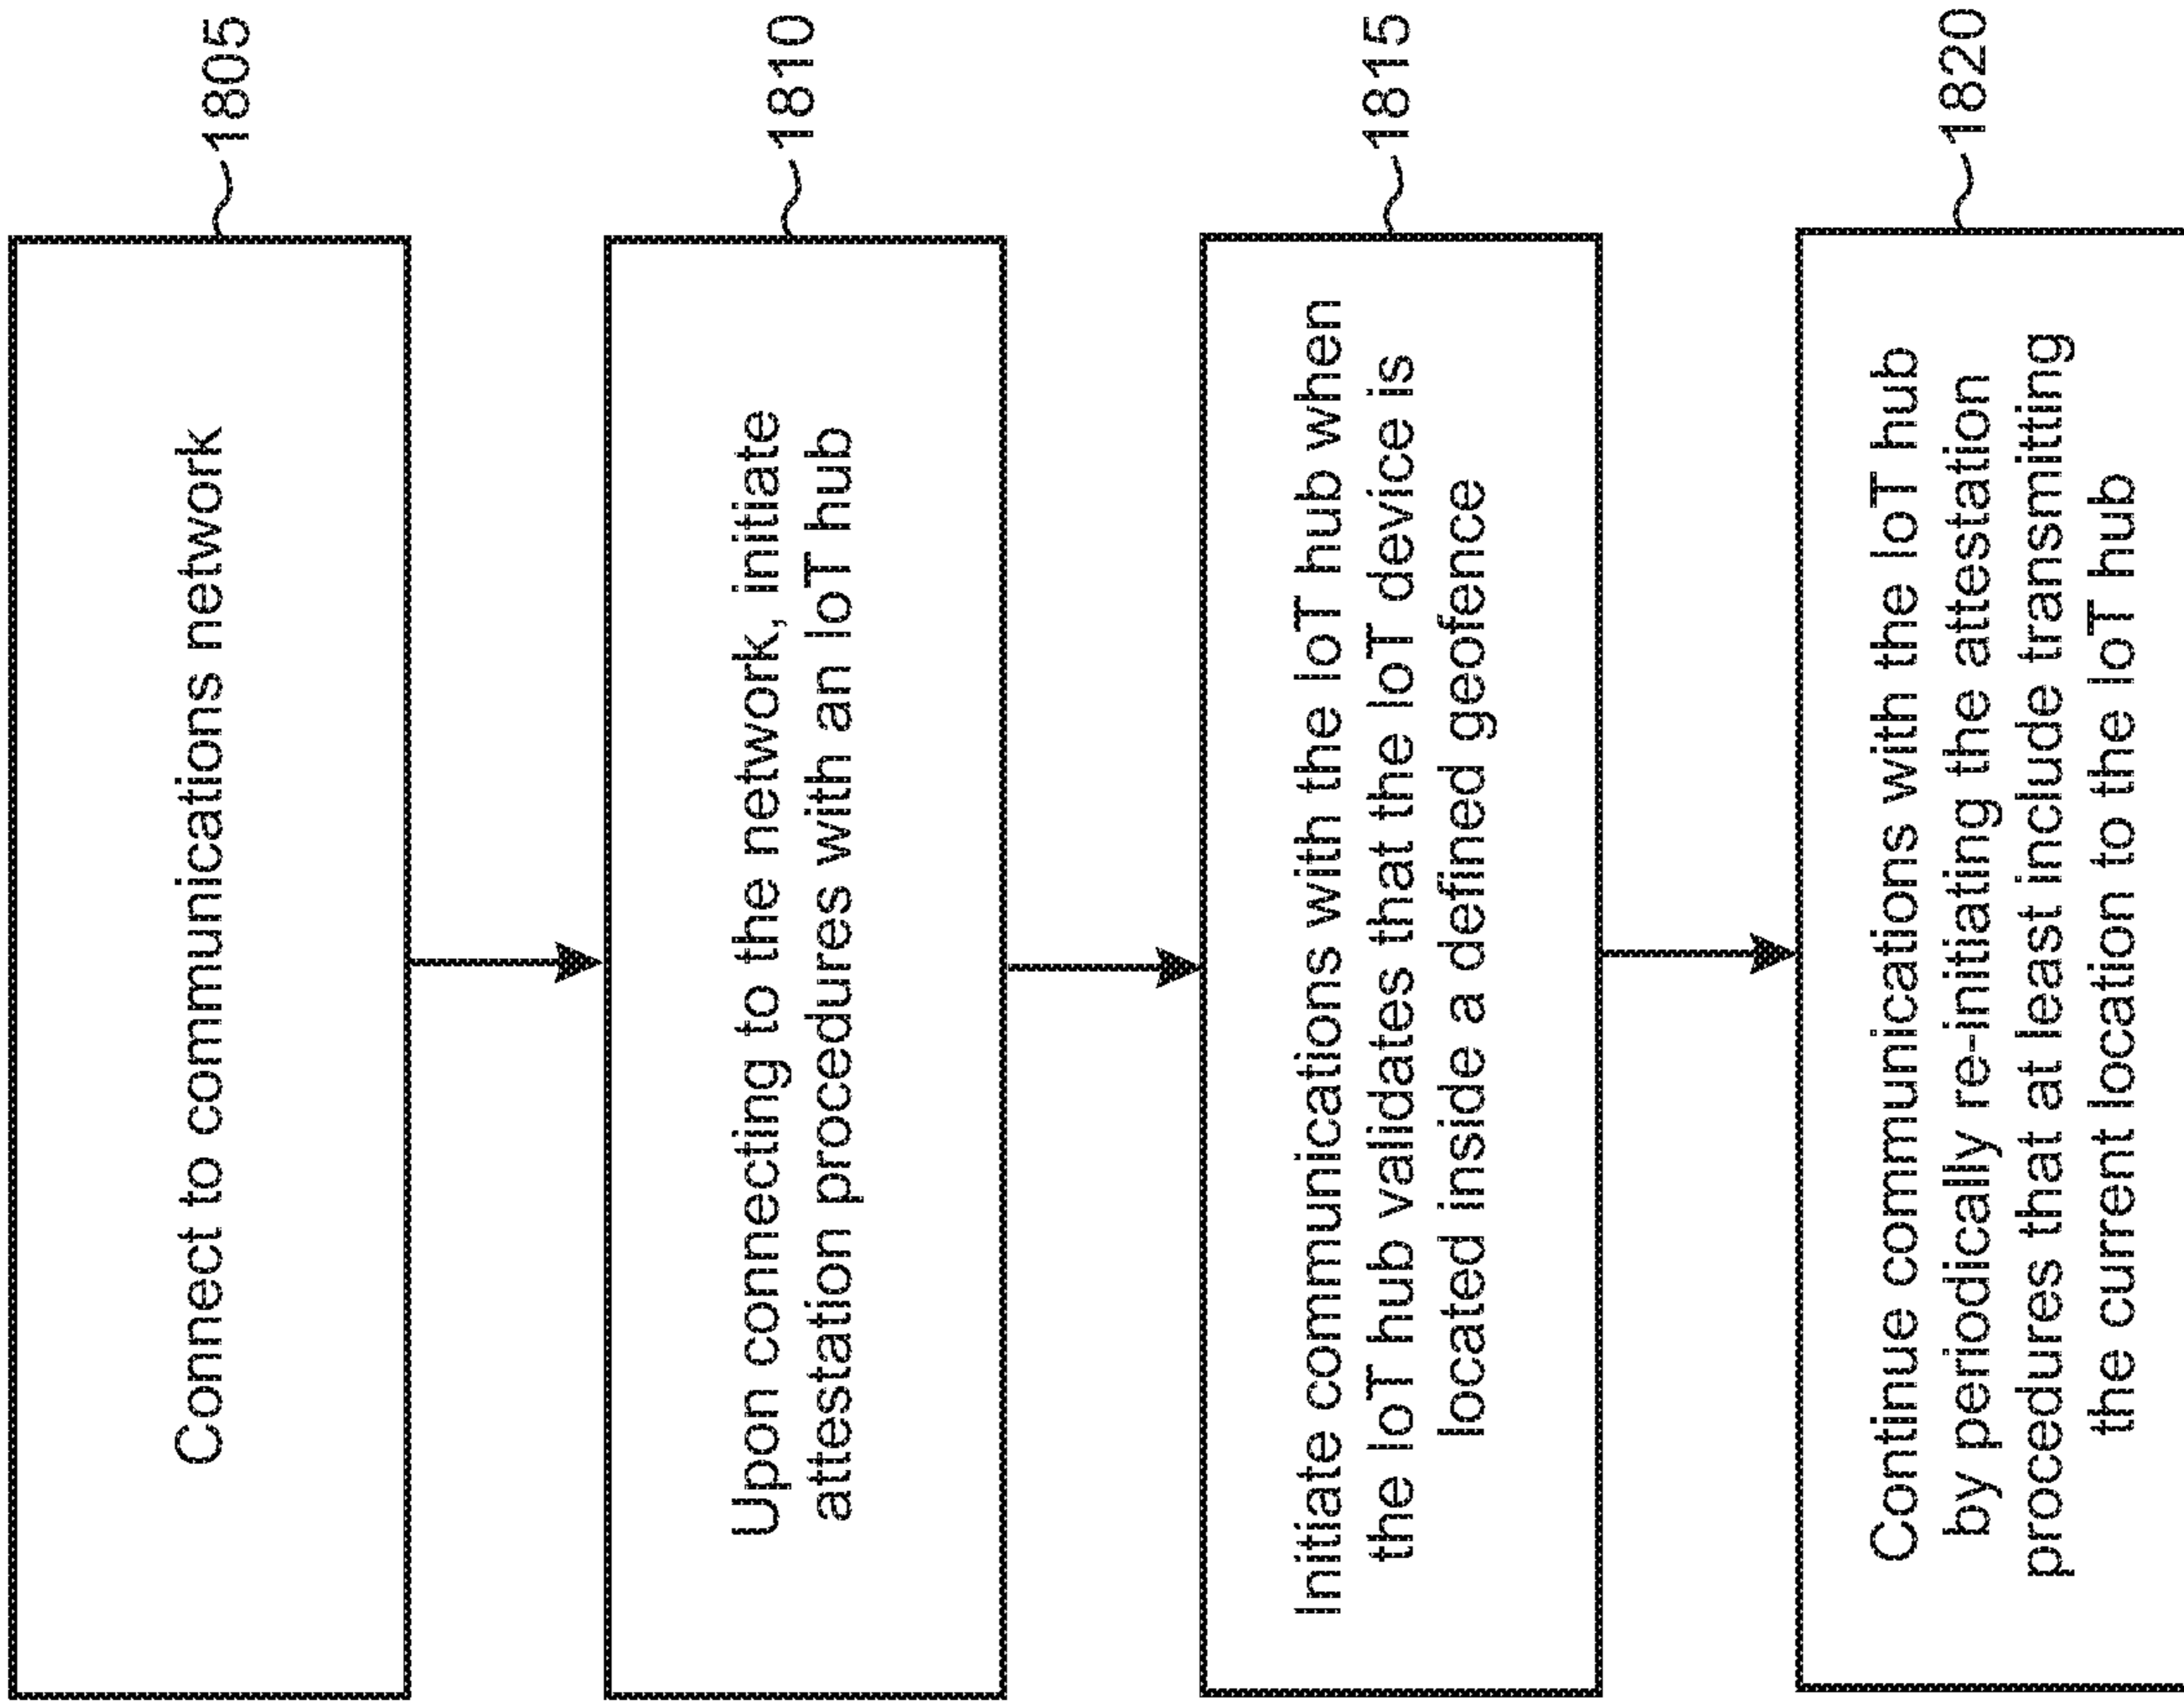 Connect to communications network
1805
Upon connecting to the network, initiate
attestation procedures with an IoT hub
1810
Initiate communications with the IoT hub when
the IoT hub validates that the IoT device is
located inside a defined geofence
1815
Continue communications with the IoT hub
by periodically re-initiating the attestation
procedures that at least include transmitting
the current location to the IoT hub
1820